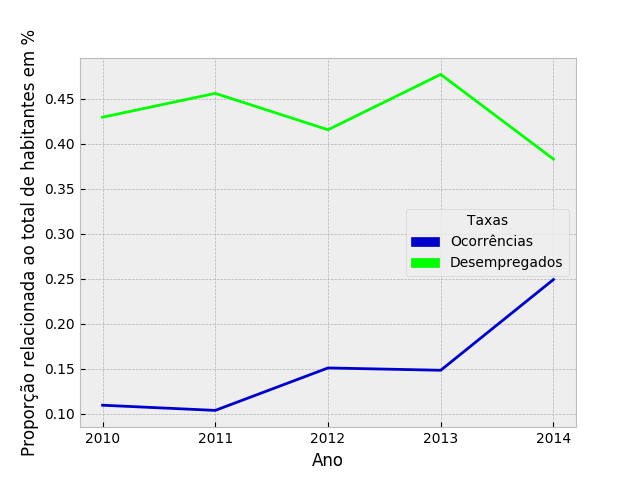 Proporção relacionada ao total de habitantes em %
0.45
0.40
0.35
0.30
0.25
0.20
0.15
0.10
Taxas
Ocorrências
Desempregados
2010 2011 2012 2013 2014
Ano